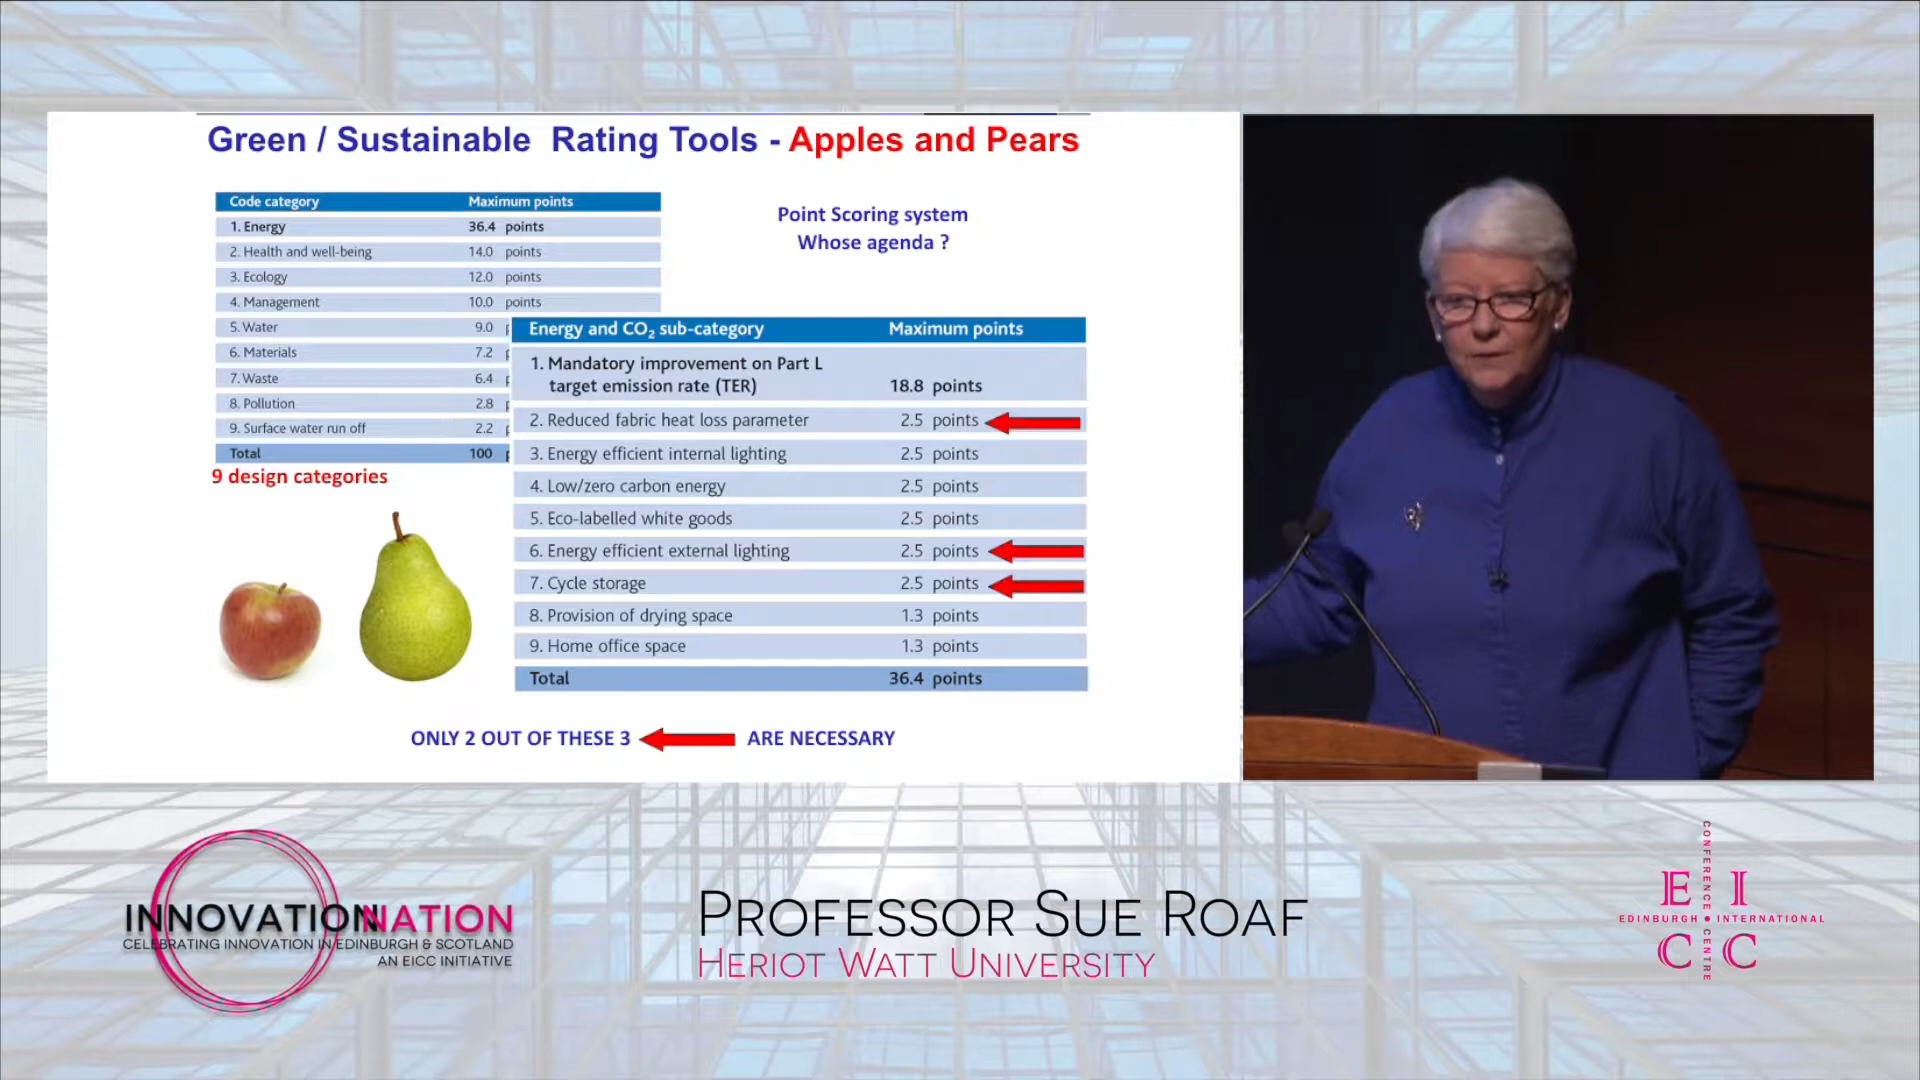 Green / Sustainable Rating Tools - Apples and Pears
Code category Maximum points
1. Energy 36.4 points
2. Health and well-being 14.0 points
3. Ecology 12.0 points
4. Management 10.0 points
5. Water 9.0
6. Materials 7.2
7. Waste 6.4
8. Pollution 2.8
9. Surface water run off 2.2
Total 100
9 design categories
Point Scoring system
Whose agenda ?
Energy and CO₂ sub-category Maximum points
1. Mandatory improvement on Part L
target emission rate (TER) 18.8 points
2. Reduced fabric heat loss parameter 2.5 points
3. Energy efficient internal lighting 2.5 points
4. Low/zero carbon energy 2.5 points
5. Eco-labelled white goods 2.5 points
6. Energy efficient external lighting 2.5 points
7. Cycle storage 2.5 points
8. Provision of drying space 1.3 points
9. Home office space 1.3 points
Total 36.4 points
ONLY 2 OUT OF THESE 3 ARE NECESSARY
INNOVATIONNATION
CELEBRATING INNOVATION IN EDINBURGH & SCOTLAND
AN EICC INITIATIVE
PROFESSOR SUE ROAF
HERIOT WATT UNIVERSITY
E I
EDINBURGH • INTERNATIONAL
C C
CONFERENCE CENTRE